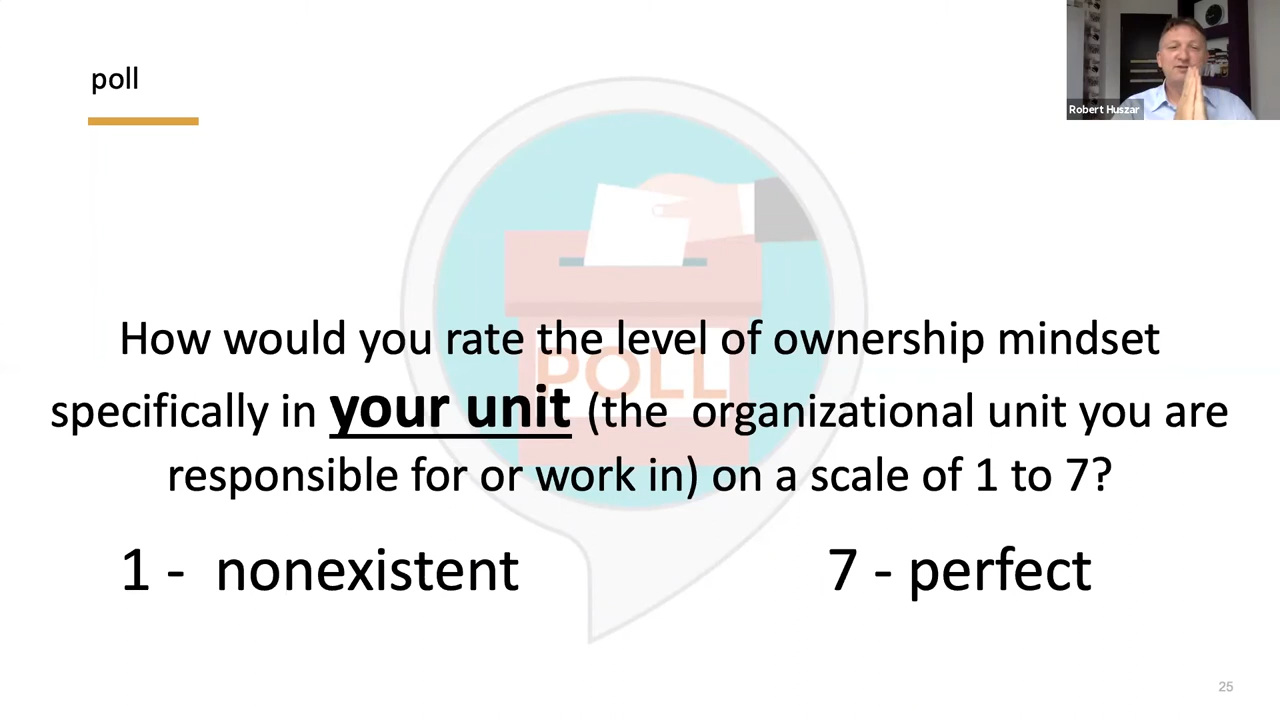 poll
Robert Huszar
POLL
How would you rate the level of ownership mindset
specifically in your unit (the organizational unit you are
responsible for or work in) on a scale of 1 to 7?
1 - nonexistent 7 - perfect
25